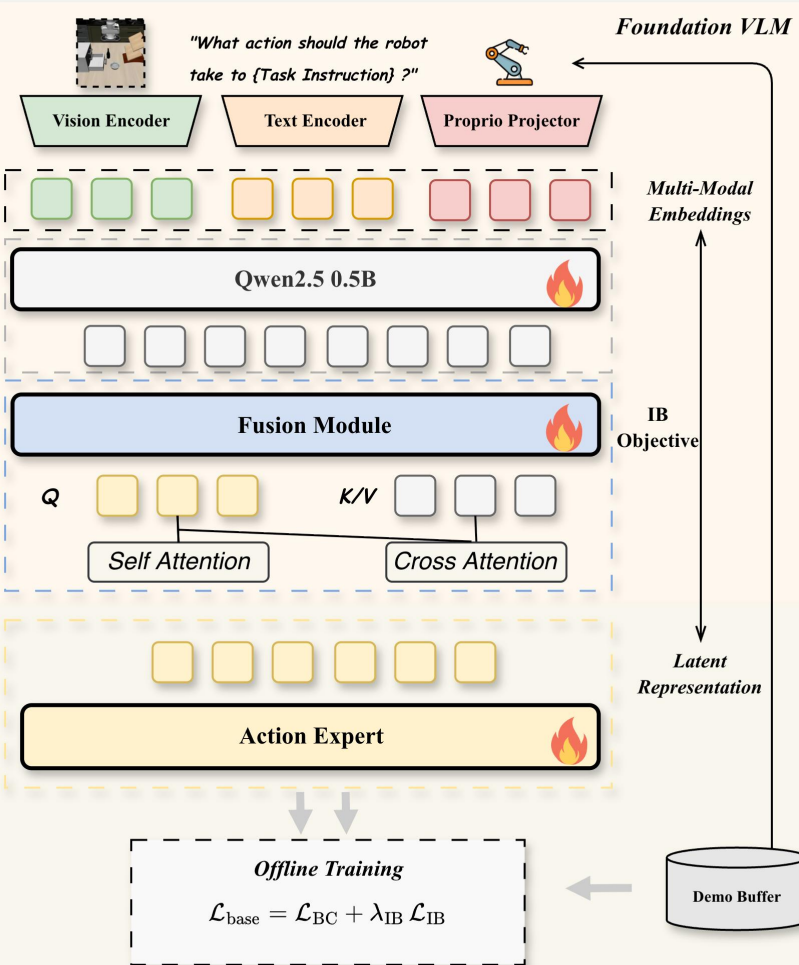 Foundation VLM
"What action should the robot
take to {Task Instruction} ?"
Vision Encoder
Text Encoder
Proprio Projector
Multi-Modal
Embeddings
Qwen2.5 0.5B
Fusion Module
IB
Objective
Q
K/V
Self Attention
Cross Attention
Latent
Representation
Action Expert
Offline Training
ℒ_base = ℒ_BC + λ_IB ℒ_IB
Demo Buffer